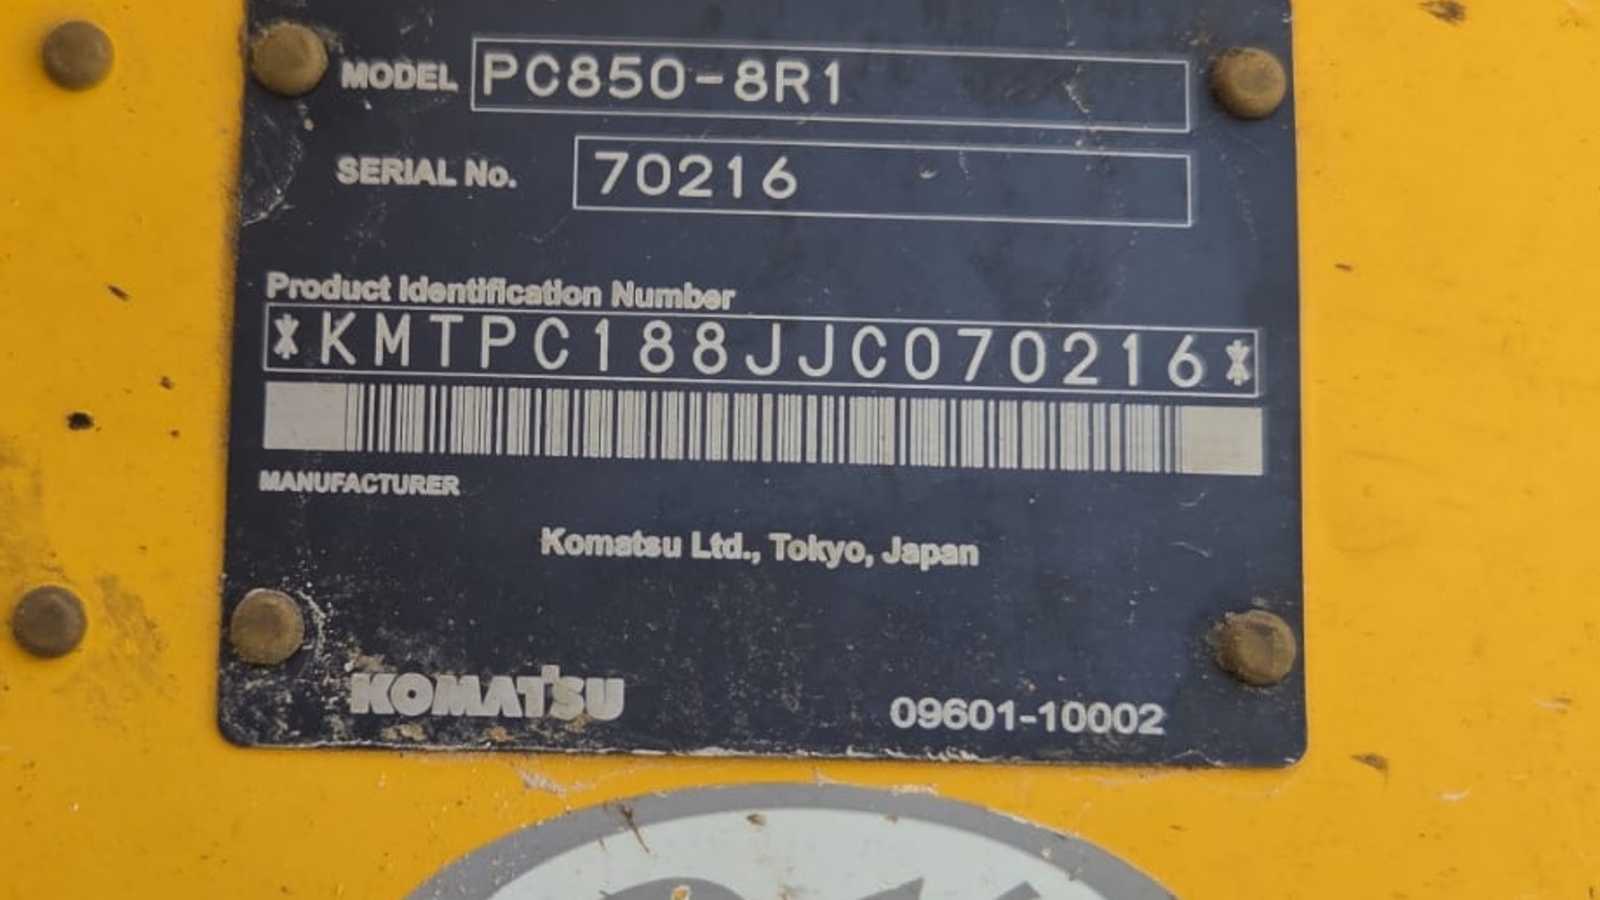 MODEL PC850-8R1
SERIAL No. 70216
Product Identification Number
*KMTPC188JJC070216*
MANUFACTURER
Komatsu Ltd., Tokyo, Japan
KOMATSU 09601-10002